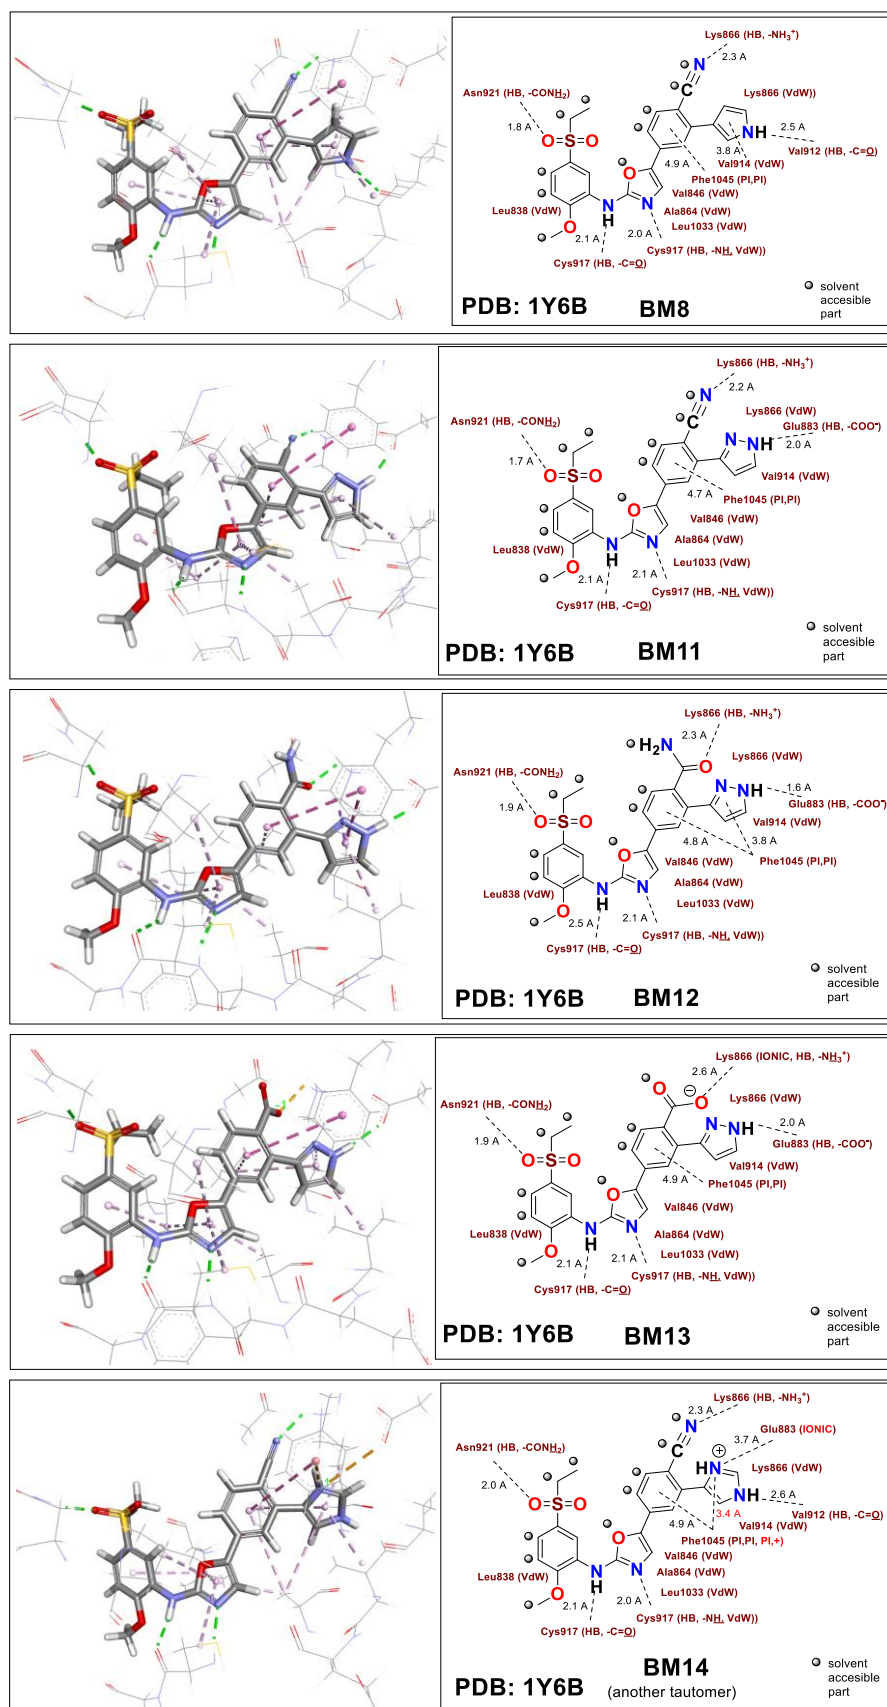 Lys866 (HB, -NH₃⁺)
2.3 A
N
C
Asn921 (HB, -CONH₂)
Lys866 (VdW))
1.8 A
O=S=O
NH
2.5 A
3.8 A
Val912 (HB, -C=O)
4.9 A
Val914 (VdW)
Phe1045 (PI,PI)
O
Val846 (VdW)
Leu838 (VdW)
N
N
Ala864 (VdW)
H
Leu1033 (VdW)
O
2.1 A
2.0 A
Cys917 (HB, -NH, VdW))
Cys917 (HB, -C=O)
PDB: 1Y6B BM8
solvent
accesible
part
Lys866 (HB, -NH₃⁺)
2.2 A
N
C
Lys866 (VdW)
Asn921 (HB, -CONH₂)
Glu883 (HB, -COO⁻)
N
NH
2.0 A
1.7 A
O=S=O
Val914 (VdW)
4.7 A
Phe1045 (PI,PI)
O
Val846 (VdW)
Ala864 (VdW)
Leu838 (VdW)
N
N
H
Leu1033 (VdW)
O
2.1 A
2.1 A
Cys917 (HB, -NH, VdW))
Cys917 (HB, -C=O)
PDB: 1Y6B BM11
solvent
accesible
part
Lys866 (HB, -NH₃⁺)
2.3 A
H₂N
O
Lys866 (VdW)
Asn921 (HB, -CONH₂)
N
NH
1.6 A
Glu883 (HB, -COO⁻)
1.9 A
O=S=O
Val914 (VdW)
4.8 A
3.8 A
O
Val846 (VdW)
Phe1045 (PI,PI)
Leu838 (VdW)
N
N
Ala864 (VdW)
H
Leu1033 (VdW)
O
2.5 A
2.1 A
Cys917 (HB, -NH, VdW))
Cys917 (HB, -C=O)
PDB: 1Y6B BM12
solvent
accesible
part
Lys866 (IONIC, HB, -NH₃⁺)
2.6 A
O
⊖
O
Lys866 (VdW)
Asn921 (HB, -CONH₂)
N
NH
2.0 A
Glu883 (HB, -COO⁻)
1.9 A
O=S=O
Val914 (VdW)
4.9 A
Phe1045 (PI,PI)
O
Val846 (VdW)
Leu838 (VdW)
N
N
Ala864 (VdW)
H
Leu1033 (VdW)
O
2.1 A
2.1 A
Cys917 (HB, -NH, VdW))
Cys917 (HB, -C=O)
PDB: 1Y6B BM13
solvent
accesible
part
Lys866 (HB, -NH₃⁺)
2.3 A
N
Glu883 (IONIC)
C
3.7 A
⊕
Asn921 (HB, -CONH₂)
HN
Lys866 (VdW)
2.0 A
NH
2.6 A
O=S=O
3.4 A
Val912 (HB, -C=O)
4.9 A
Val914 (VdW)
Phe1045 (PI,PI, PI,+)
O
Val846 (VdW)
Leu838 (VdW)
N
N
Ala864 (VdW)
H
Leu1033 (VdW)
O
2.1 A
2.0 A
Cys917 (HB, -NH, VdW))
Cys917 (HB, -C=O)
PDB: 1Y6B BM14
(another tautomer)
solvent
accesible
part